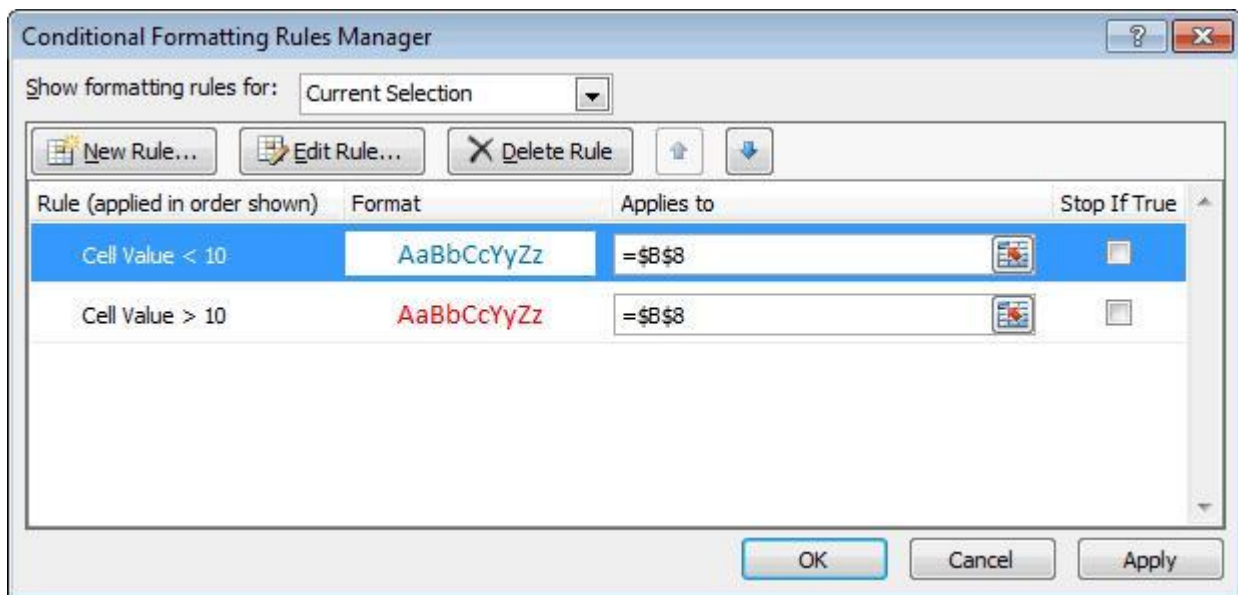 Conditional Formatting Rules Manager
Show formatting rules for: Current Selection
New Rule... Edit Rule... Delete Rule
Rule (applied in order shown) Format Applies to Stop If True
Cell Value < 10 AaBbCcYyZz =$B$8
Cell Value > 10 AaBbCcYyZz =$B$8
OK Cancel Apply